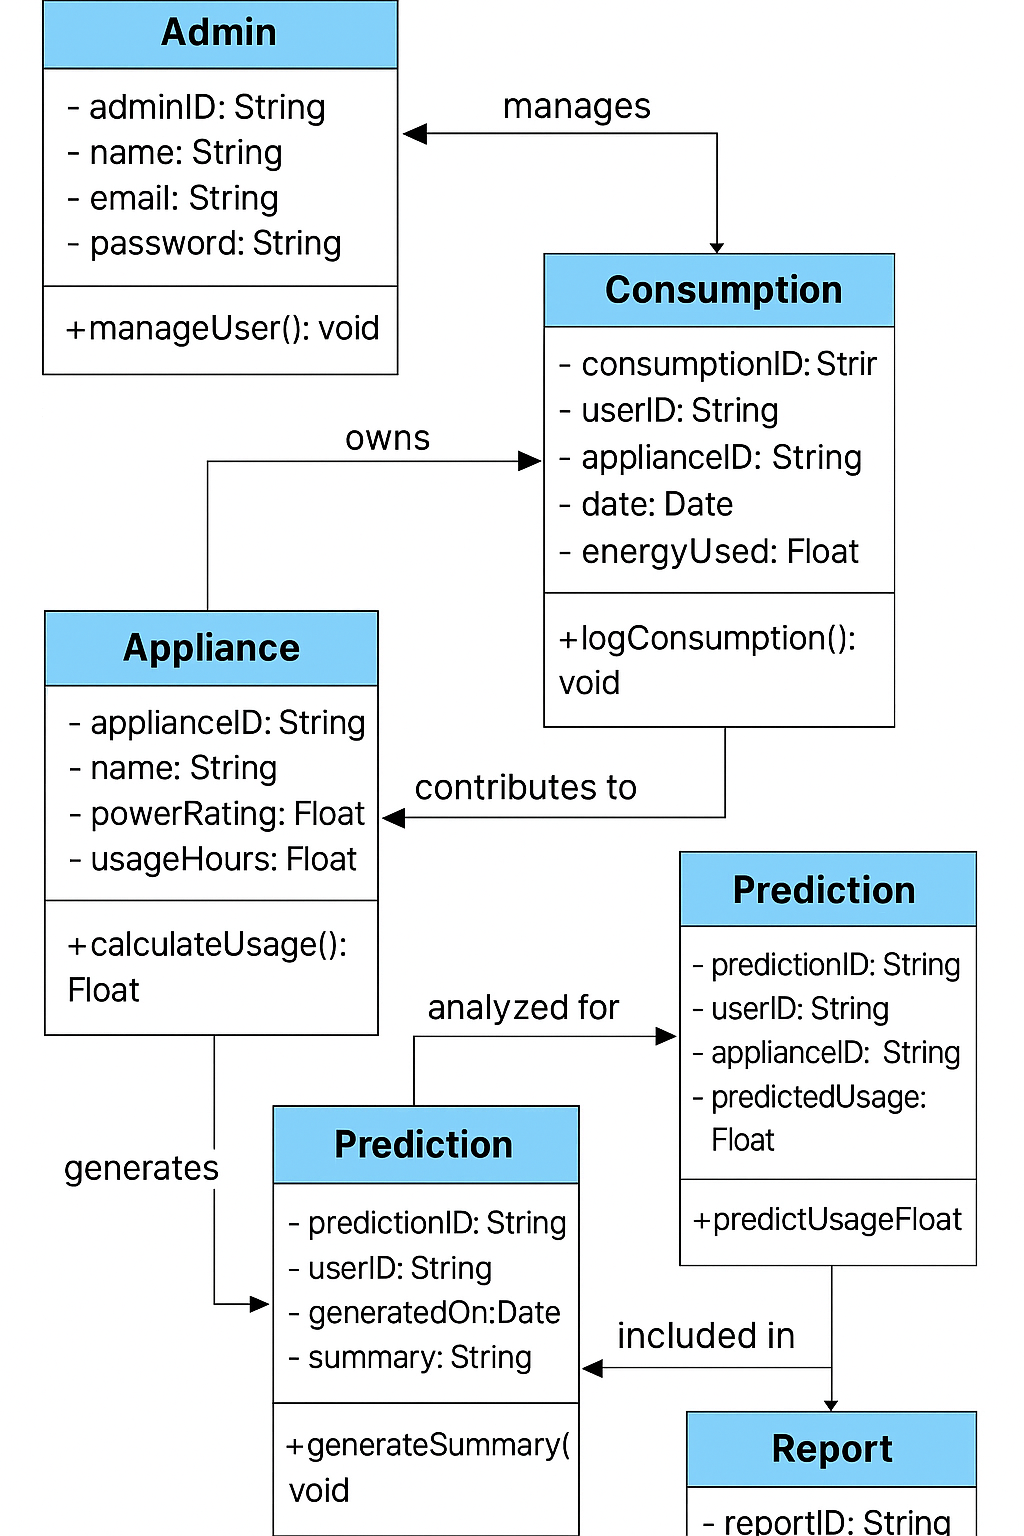 Admin
- adminID: String
- name: String
- email: String
- password: String
+manageUser(): void
manages
Consumption
- consumptionID: Strir
- userID: String
- applianceID: String
- date: Date
- energyUsed: Float
+logConsumption():
void
owns
Appliance
- applianceID: String
- name: String
- powerRating: Float
- usageHours: Float
+calculateUsage():
Float
contributes to
Prediction
- predictionID: String
- userID: String
- applianceID: String
- predictedUsage:
Float
+predictUsageFloat
analyzed for
generates
Prediction
- predictionID: String
- userID: String
- generatedOn:Date
- summary: String
+generateSummary(
void
included in
Report
- reportID: String